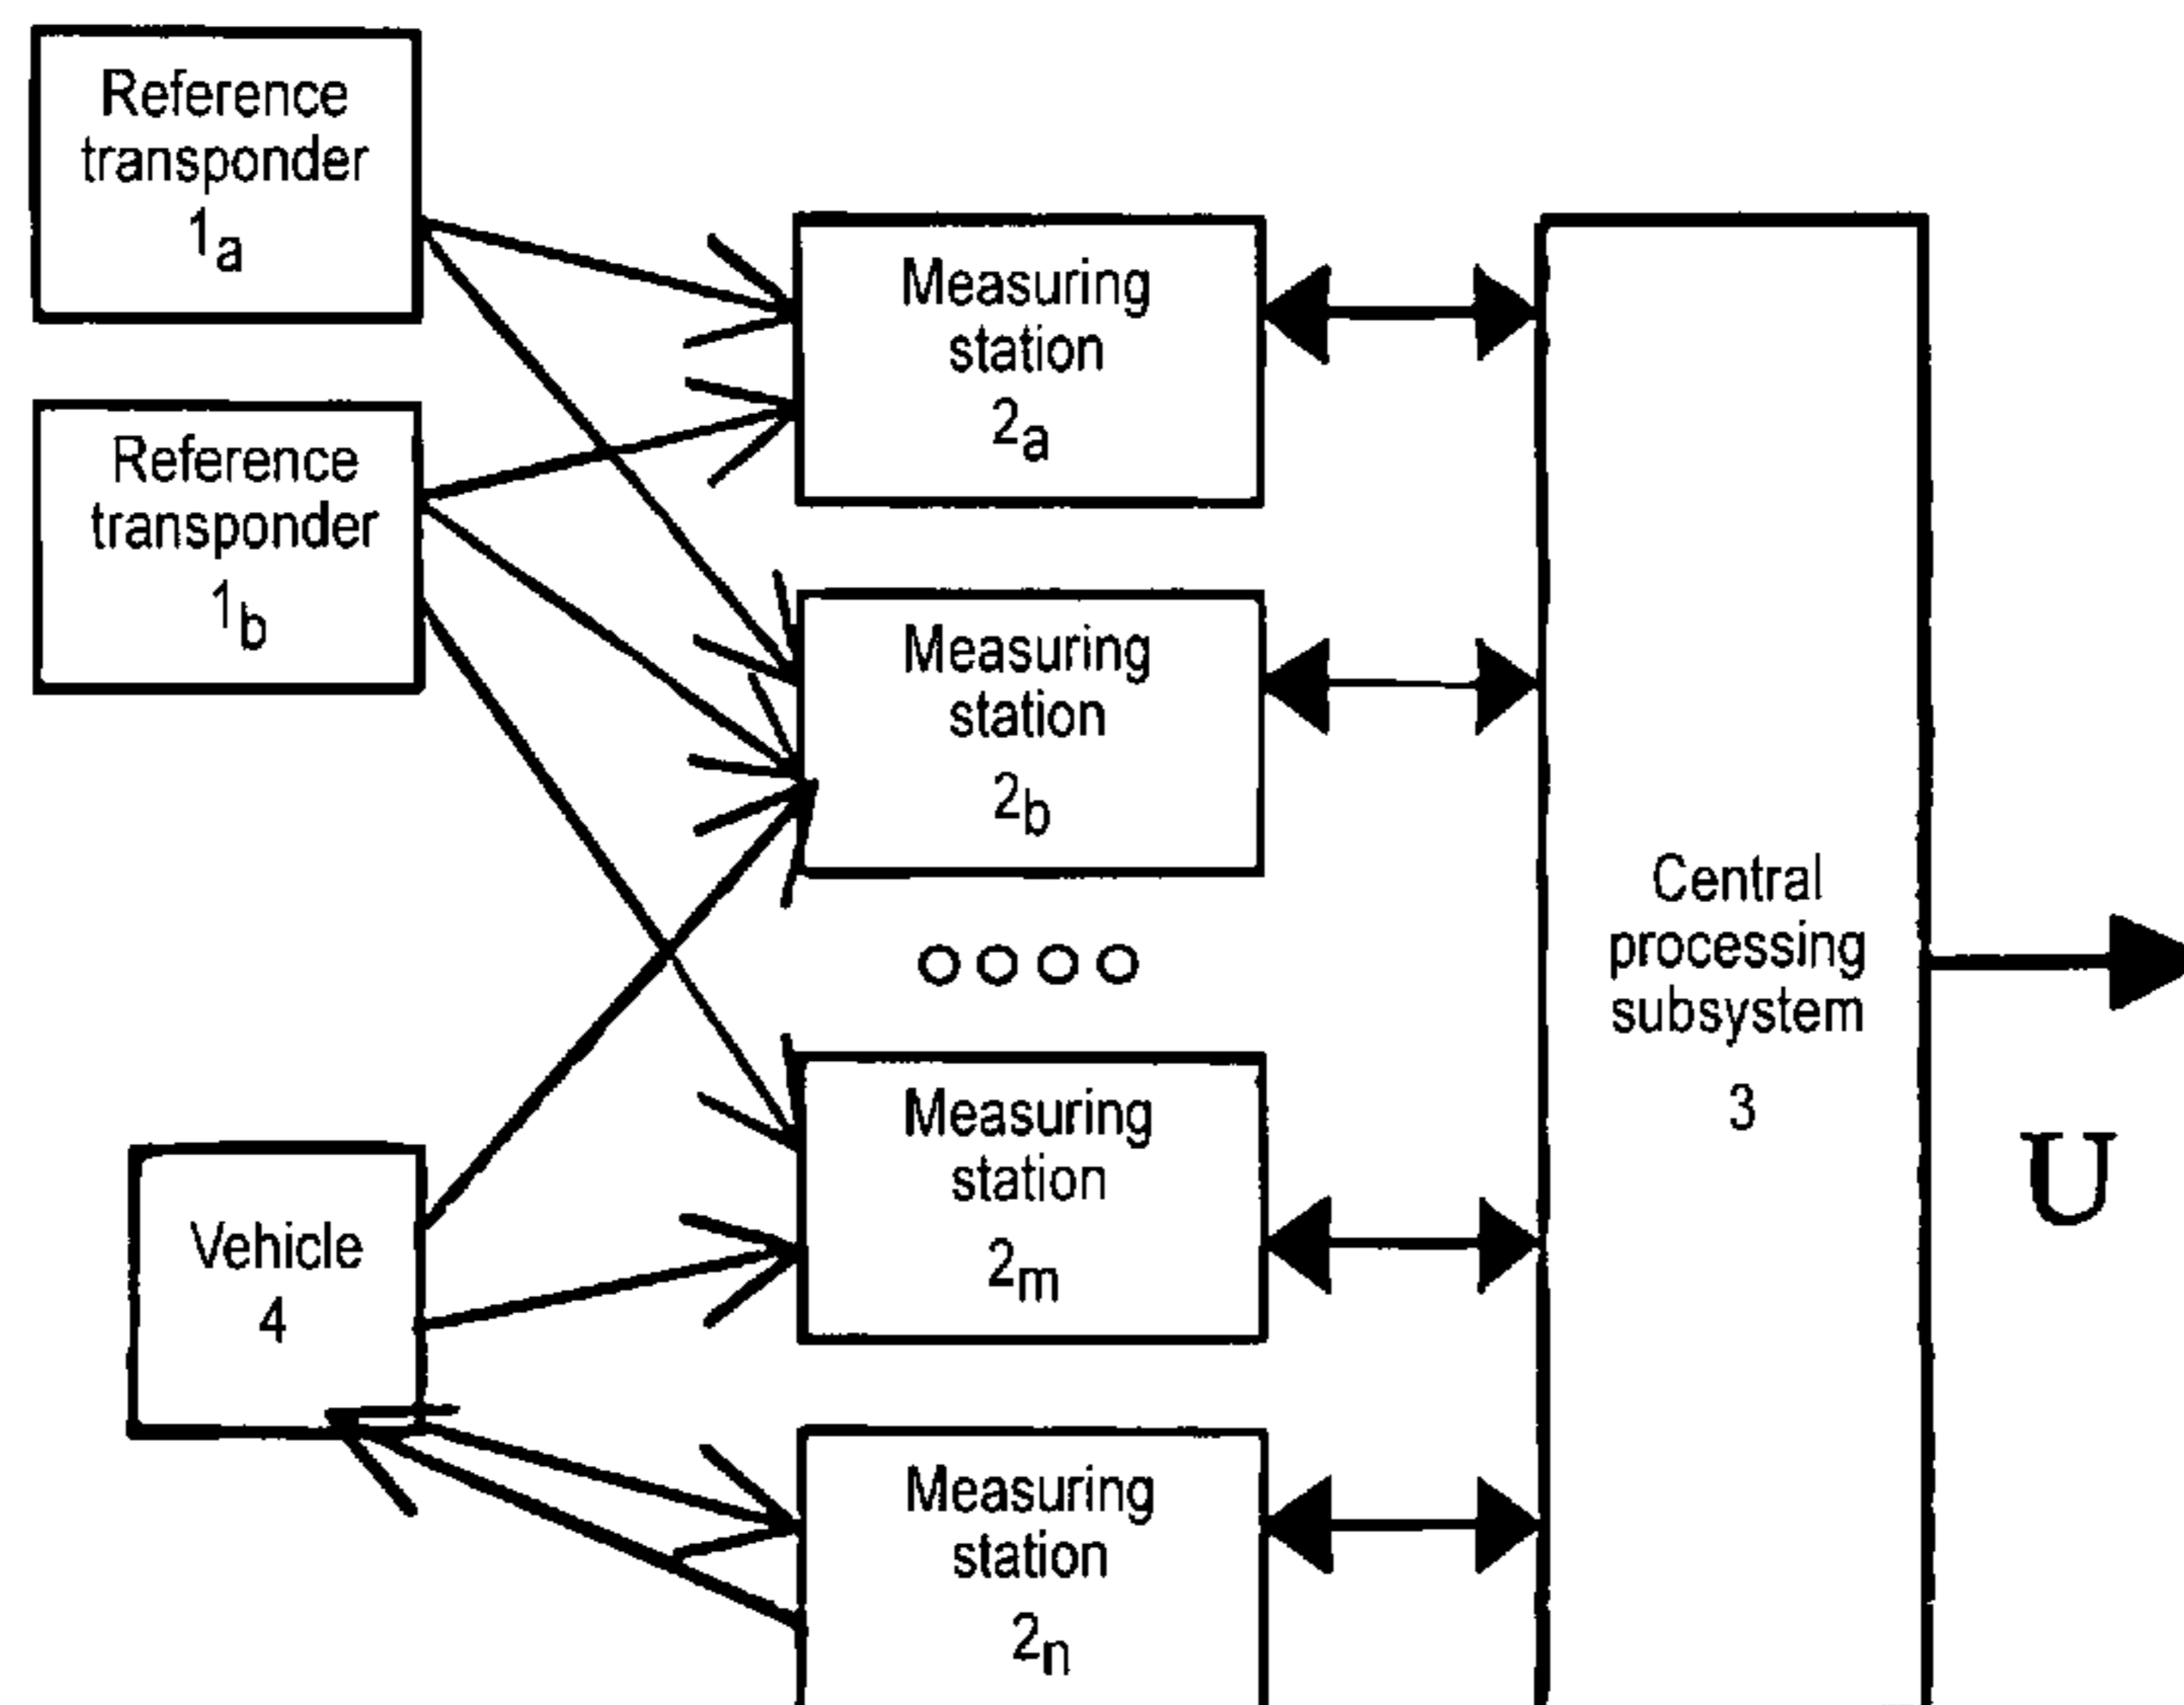 Reference
transponder
1a
Reference
transponder
1b
Vehicle
4
Measuring
station
2a
Measuring
station
2b
Measuring
station
2m
Measuring
station
2n
Central
processing
subsystem
3
U